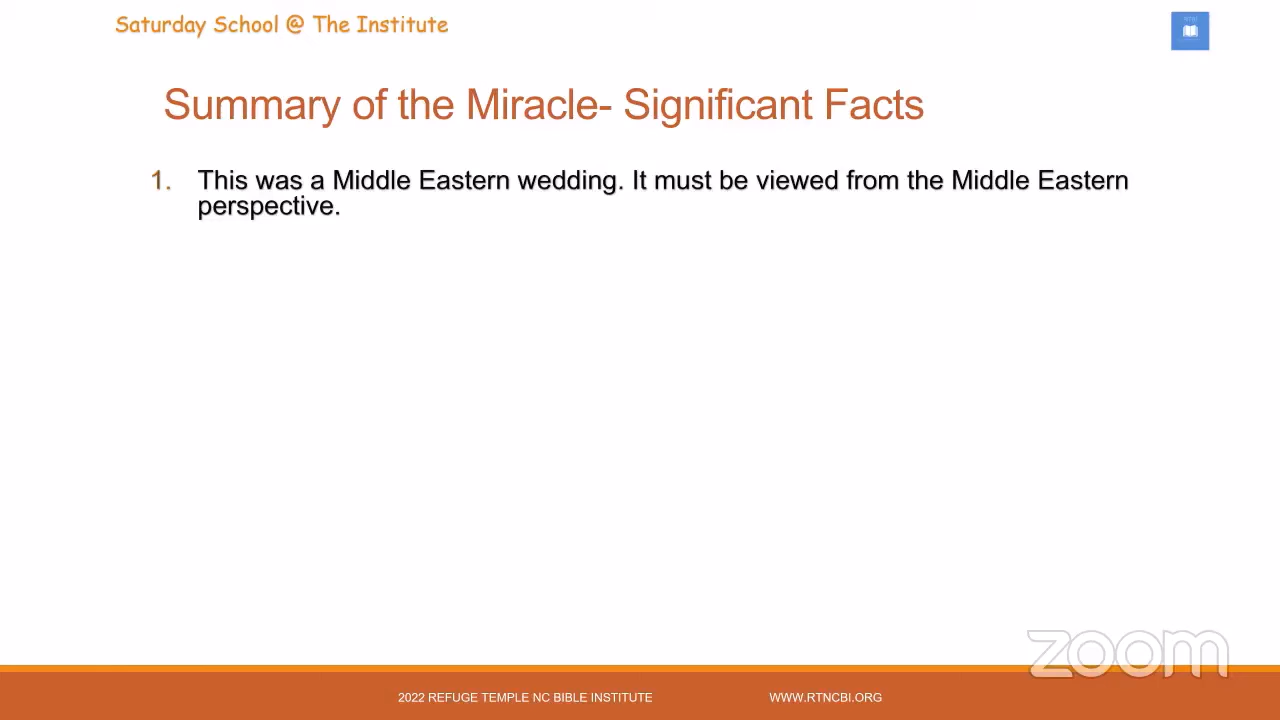 Saturday School @ The Institute
Summary of the Miracle- Significant Facts
1. This was a Middle Eastern wedding. It must be viewed from the Middle Eastern
perspective.
zoom
2022 REFUGE TEMPLE NC BIBLE INSTITUTE WWW.RTNCBI.ORG